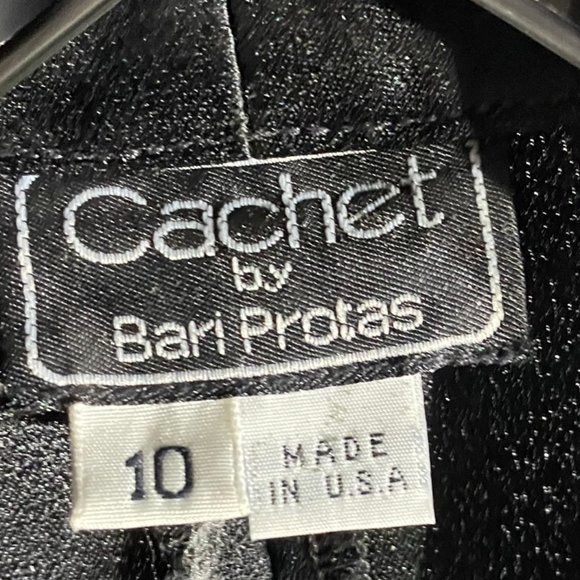 Cachet
by
Bari Protas
10
MADE
IN U.S.A